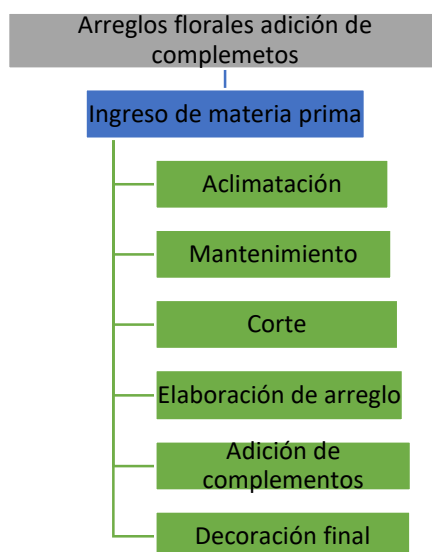 Arreglos florales adición de
complemetos
Ingreso de materia prima
Aclimatación
Mantenimiento
Corte
Elaboración de arreglo
Adición de
complementos
Decoración final